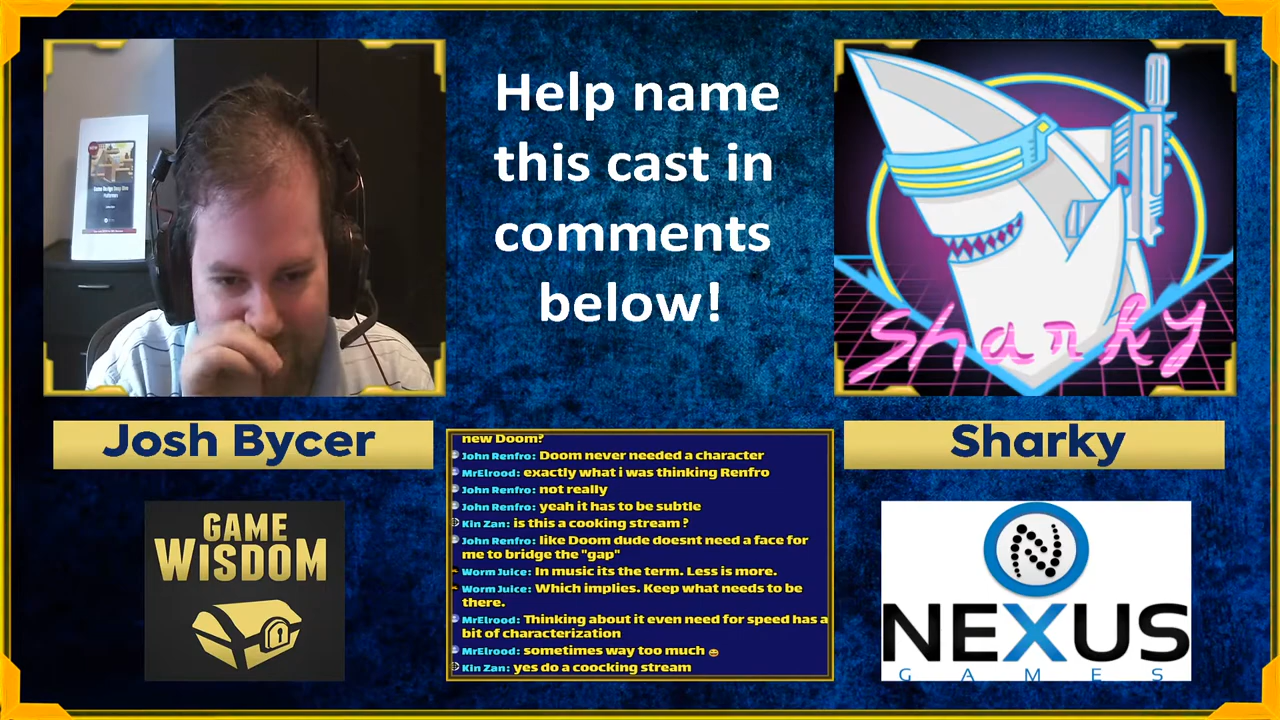 Help name
this cast in
comments
below!
Sharky
Josh Bycer
Sharky
GAME
WISDOM
new Doom?
John Renfro: Doom never needed a character
MrElrood: exactly what i was thinking Renfro
John Renfro: not really
John Renfro: yeah it has to be subtle
Kin Zan: is this a cooking stream ?
John Renfro: like Doom dude doesnt need a face for
me to bridge the "gap"
Worm Juice: In music its the term. Less is more.
Worm Juice: Which implies. Keep what needs to be
there.
MrElrood: Thinking about it even need for speed has a
bit of characterization
MrElrood: sometimes way too much
Kin Zan: yes do a coocking stream
N
NEXUS
GAMES